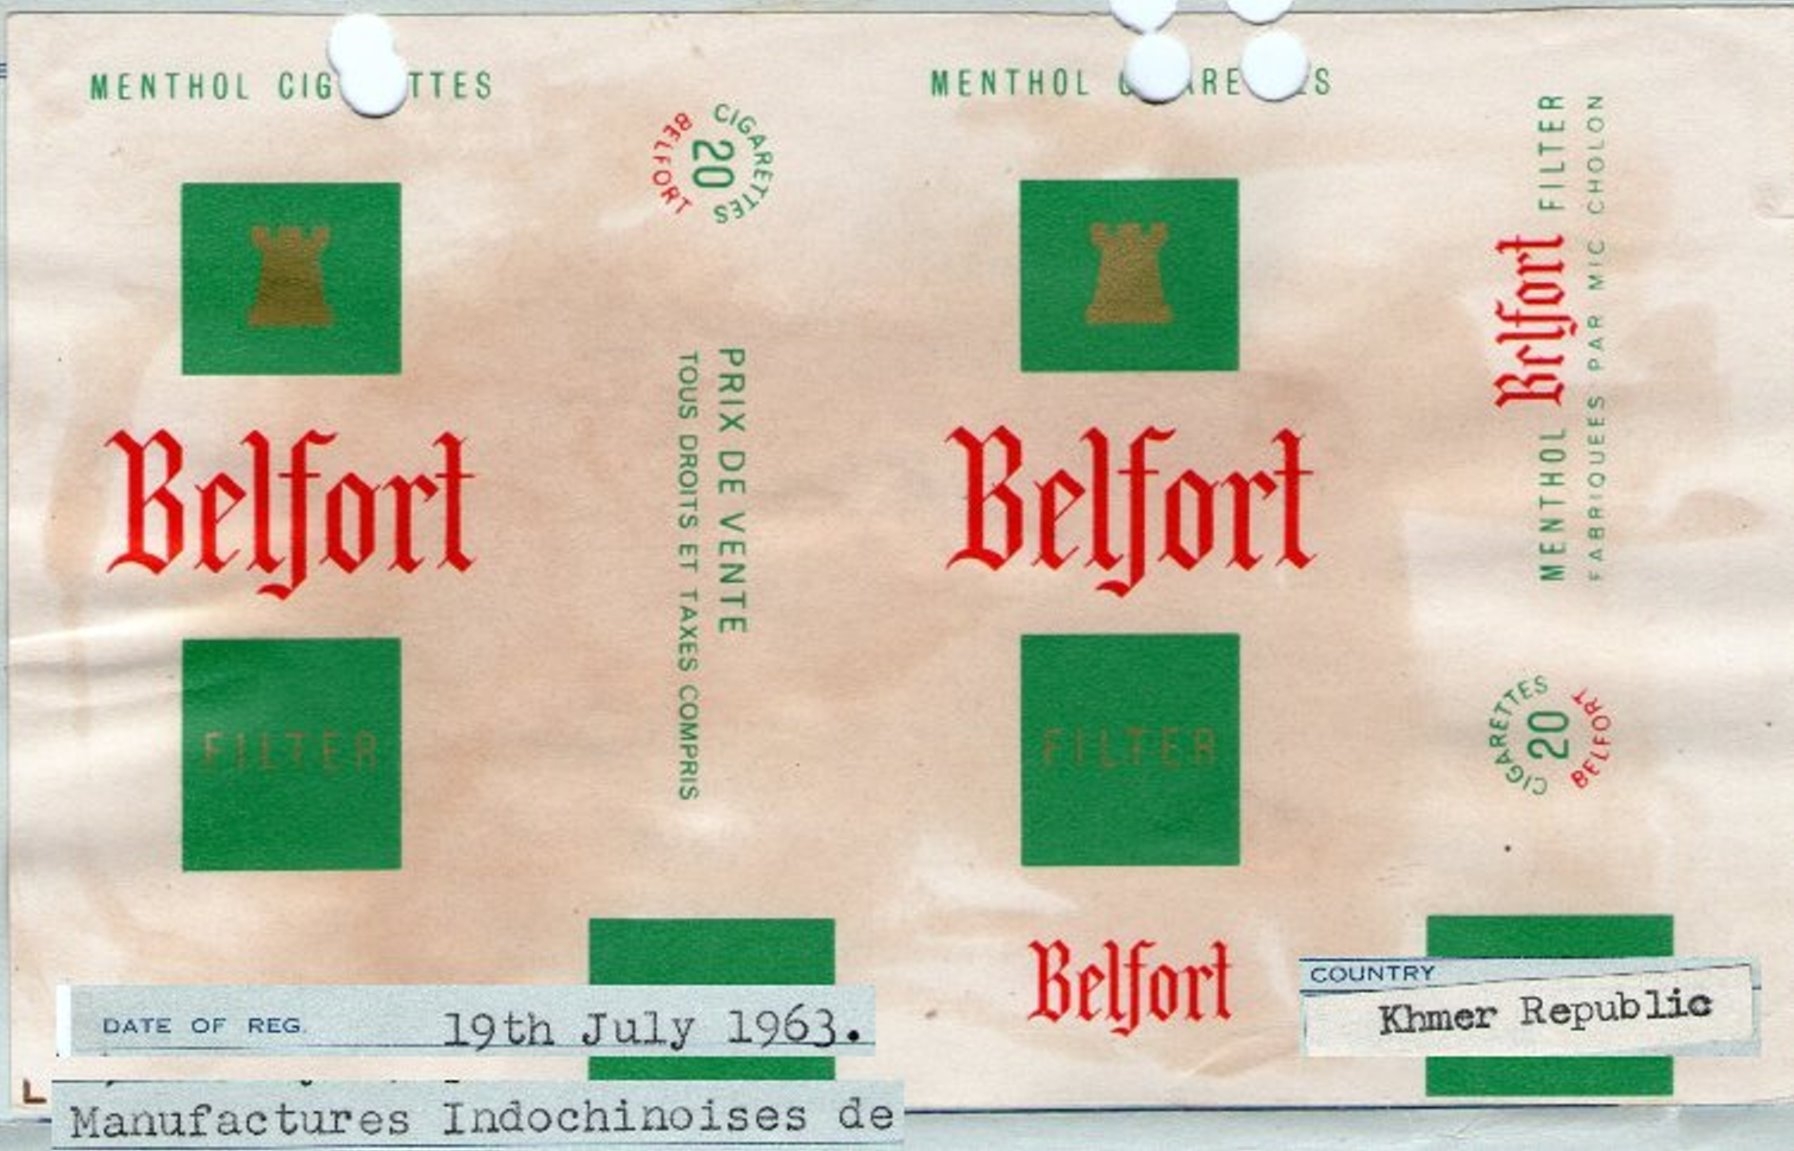 MENTHOL CIG TTES
Belfort
FILTER
CIGARETTES
20
BELFORT
PRIX DE VENTE
TOUS DROITS ET TAXES COMPRIS
MENTHOL
Belfort
FILTER
Belfort
MENTHOL Belfort FILTER
FABRIQUEES PAR MIC CHOLON
CIGARETTES
20
BELFORT
DATE OF REG. 19th July 1963.
Manufactures Indochinoises de
COUNTRY
Khmer Republic